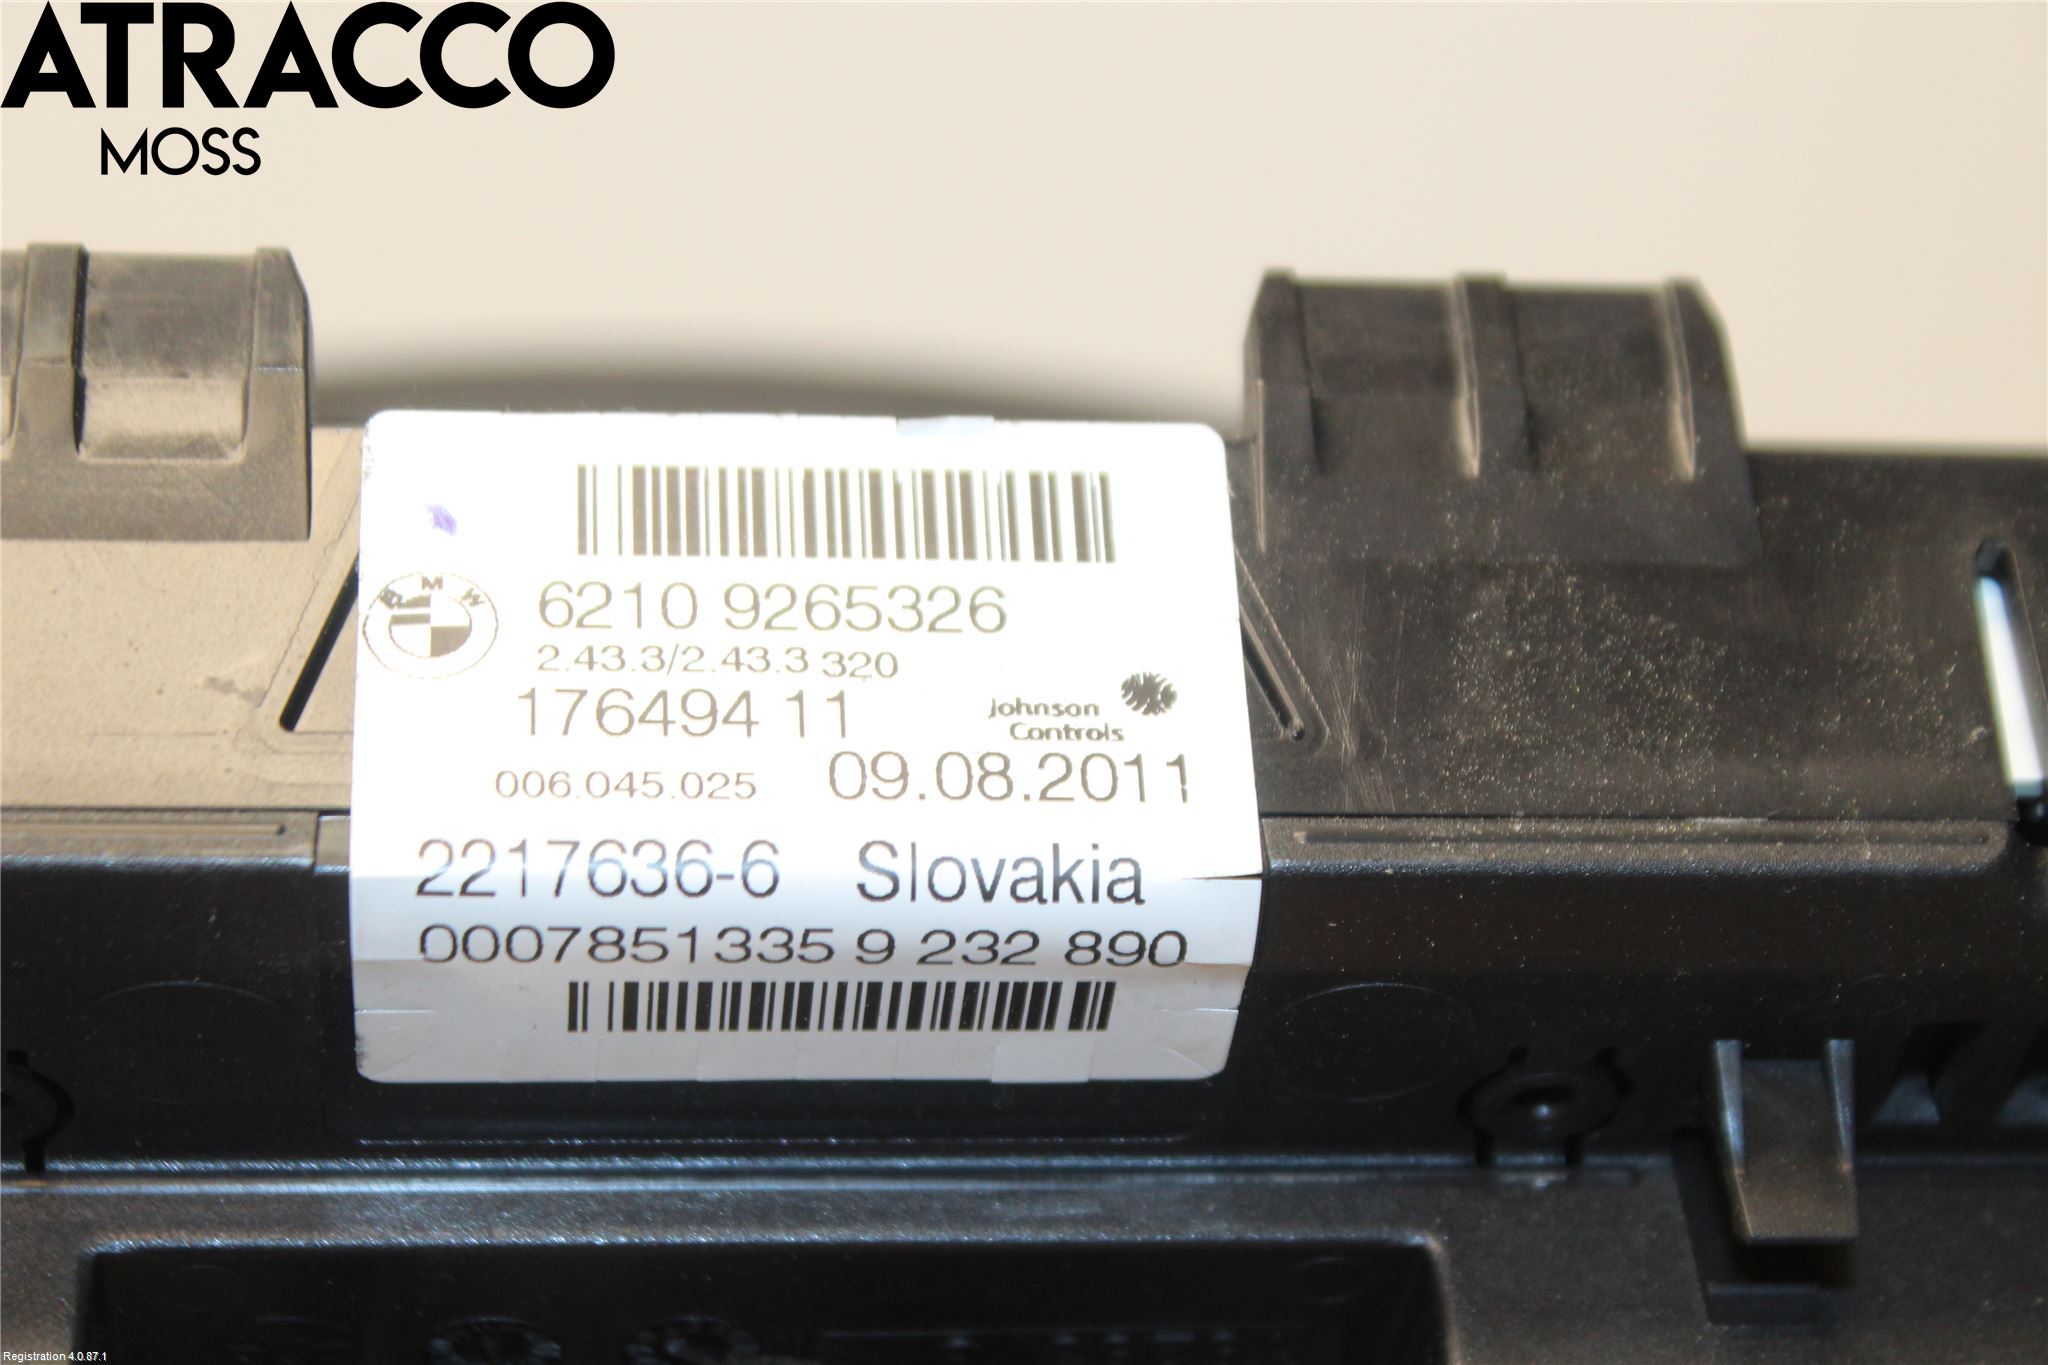 ATRACCO
MOSS
BMW
6210 9265326
2.43.3/2.43.3 320
176494 11
Johnson
Controls
006.045.025 09.08.2011
2217636-6 Slovakia
0007851335 9 232 890
Registration 4.0.87.1